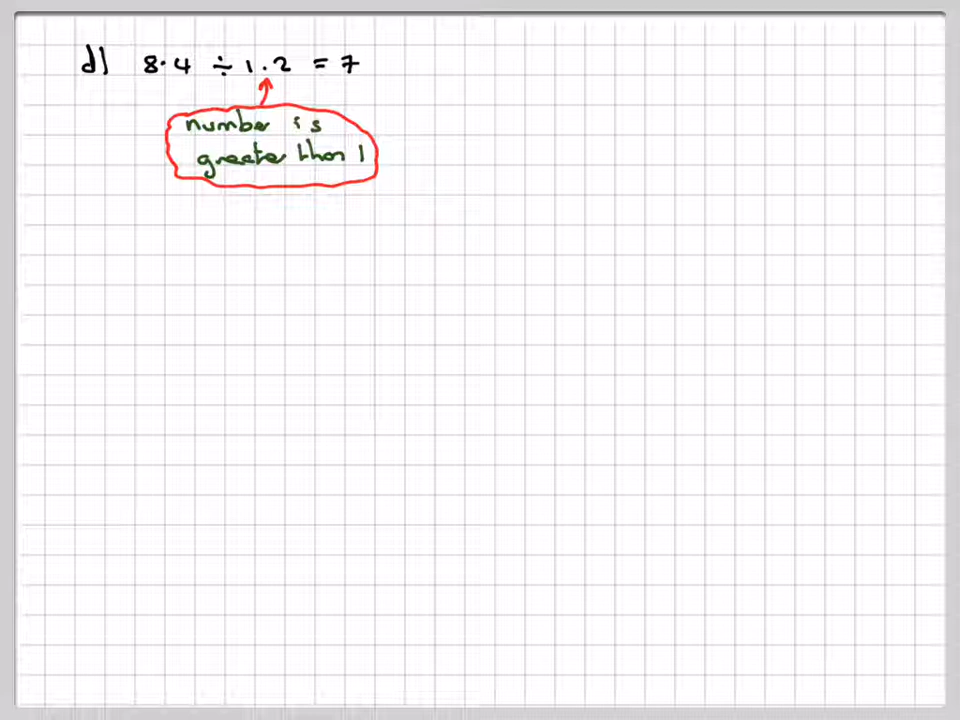 d) 8.4 ÷ 1.2 = 7
number is
greater than 1